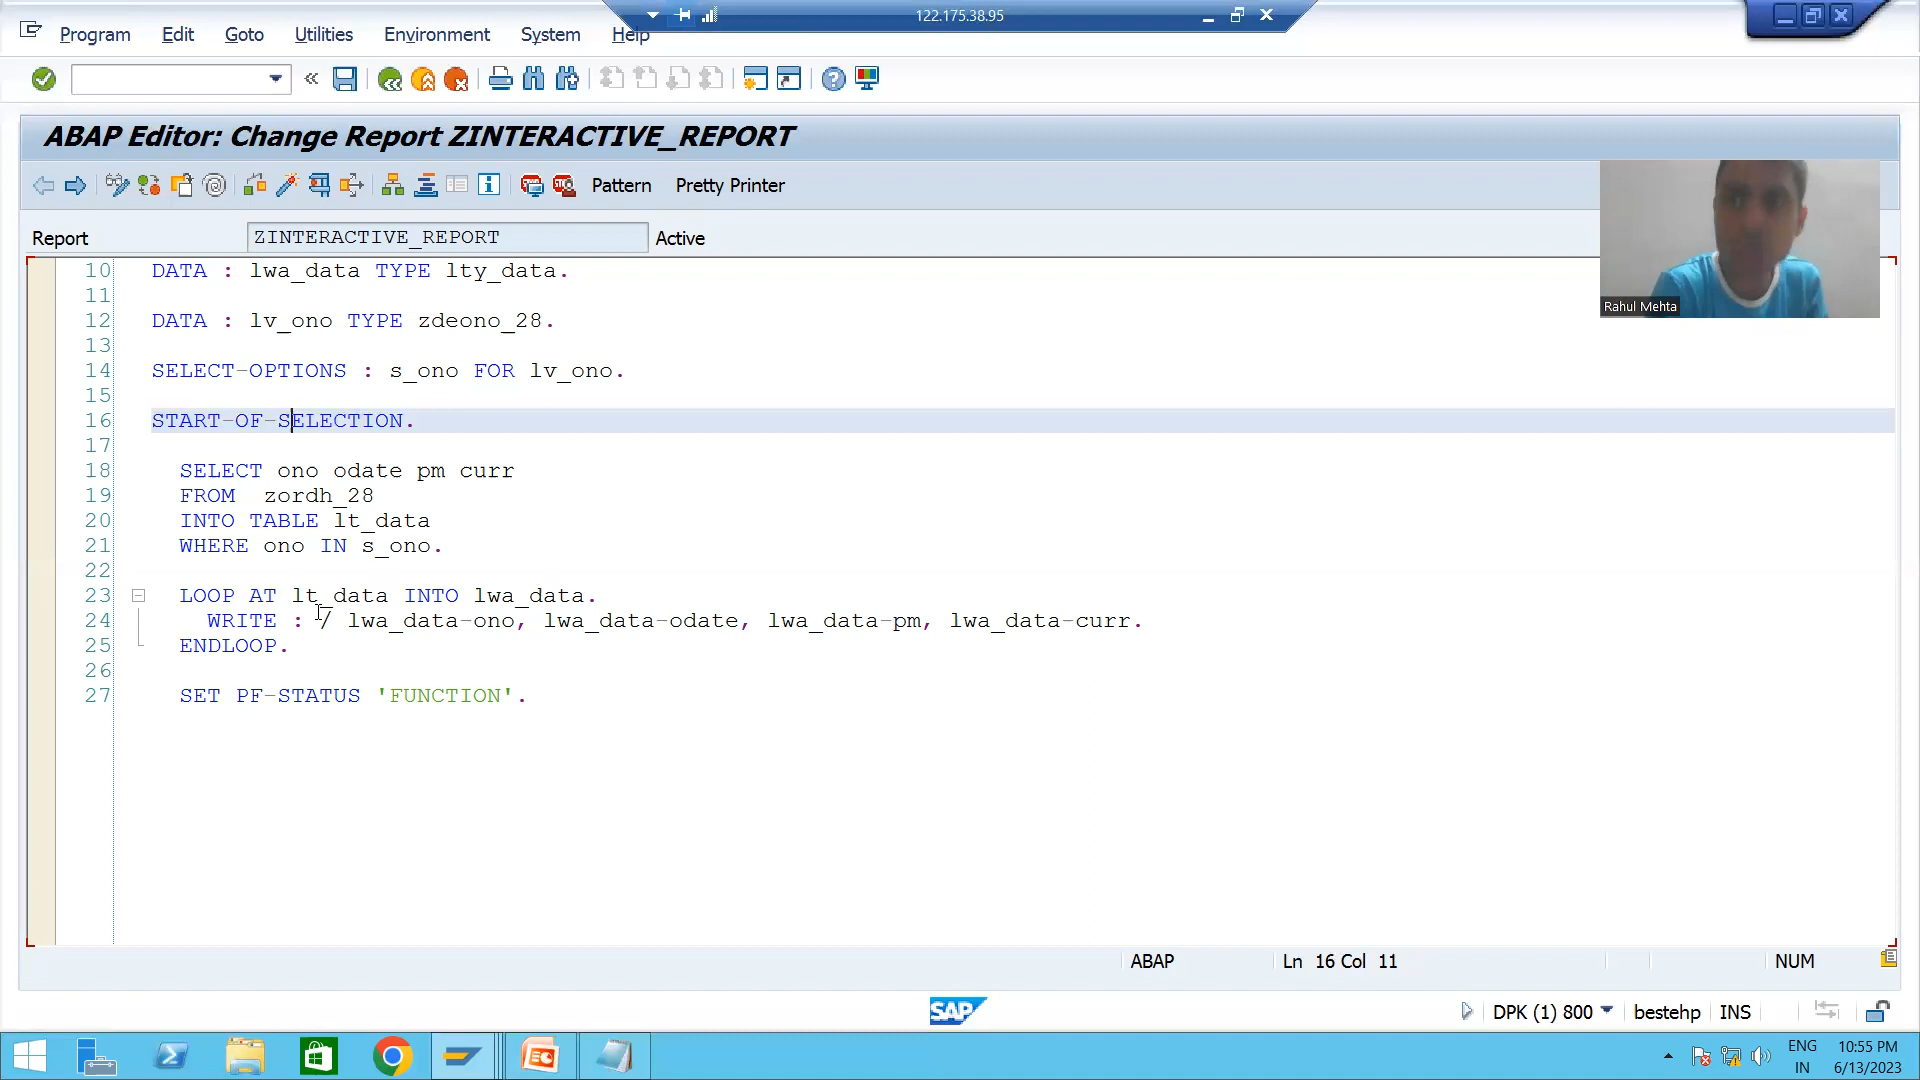 122.175.38.95
Program Edit Goto Utilities Environment System Help
ABAP Editor: Change Report ZINTERACTIVE_REPORT
Pattern Pretty Printer
Report ZINTERACTIVE_REPORT Active
Rahul Mehta
10 DATA : lwa_data TYPE lty_data.
11
12 DATA : lv_ono TYPE zdeono_28.
13
14 SELECT-OPTIONS : s_ono FOR lv_ono.
15
16 START-OF-SELECTION.
17
18 SELECT ono odate pm curr
19 FROM zordh_28
20 INTO TABLE lt_data
21 WHERE ono IN s_ono.
22
23 LOOP AT lt_data INTO lwa_data.
24 WRITE : / lwa_data-ono, lwa_data-odate, lwa_data-pm, lwa_data-curr.
25 ENDLOOP.
26
27 SET PF-STATUS 'FUNCTION'.
ABAP Ln 16 Col 11 NUM
SAP DPK (1) 800 bestehp INS
ENG 10:55 PM
IN 6/13/2023